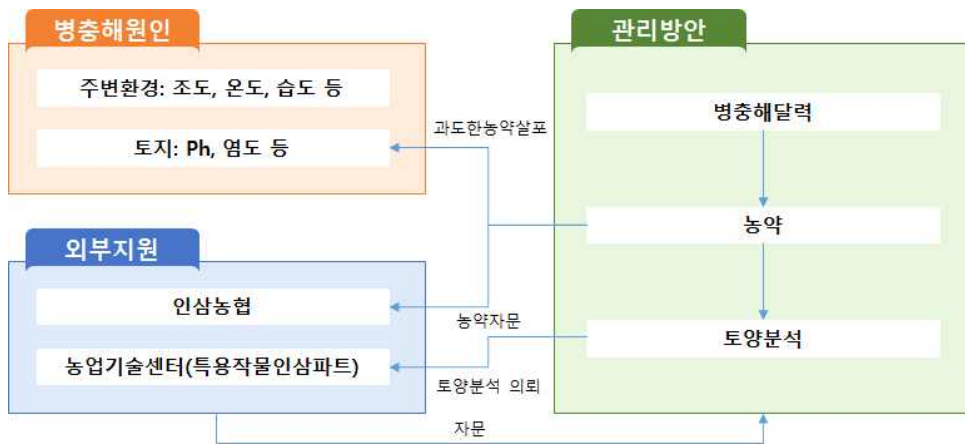 병충해원인
주변환경: 조도, 온도, 습도 등
토지: Ph, 염도 등
외부지원
인삼농협
농업기술센터(특용작물인삼파트)
과도한농약살포
농약자문
토양분석 의뢰
자문
관리방안
병충해달력
농약
토양분석